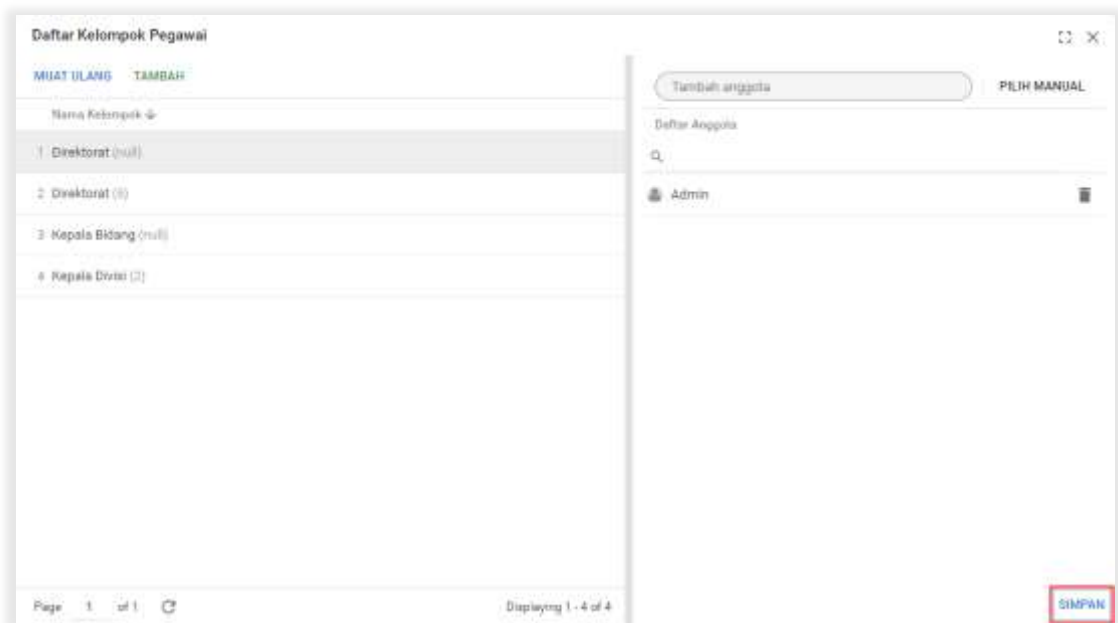 Daftar Kelompok Pegawai
MUAT ULANG TAMBAH
Nama Kelompok
1 Direktorat (null)
2 Direktorat
3 Kepala Bidang (null)
4 Kepala Divisi (2)
Page 1 of 1
Displaying 1 - 4 of 4
Tambah anggota
PILIH MANUAL
Daftar Anggota
Admin
SIMPAN